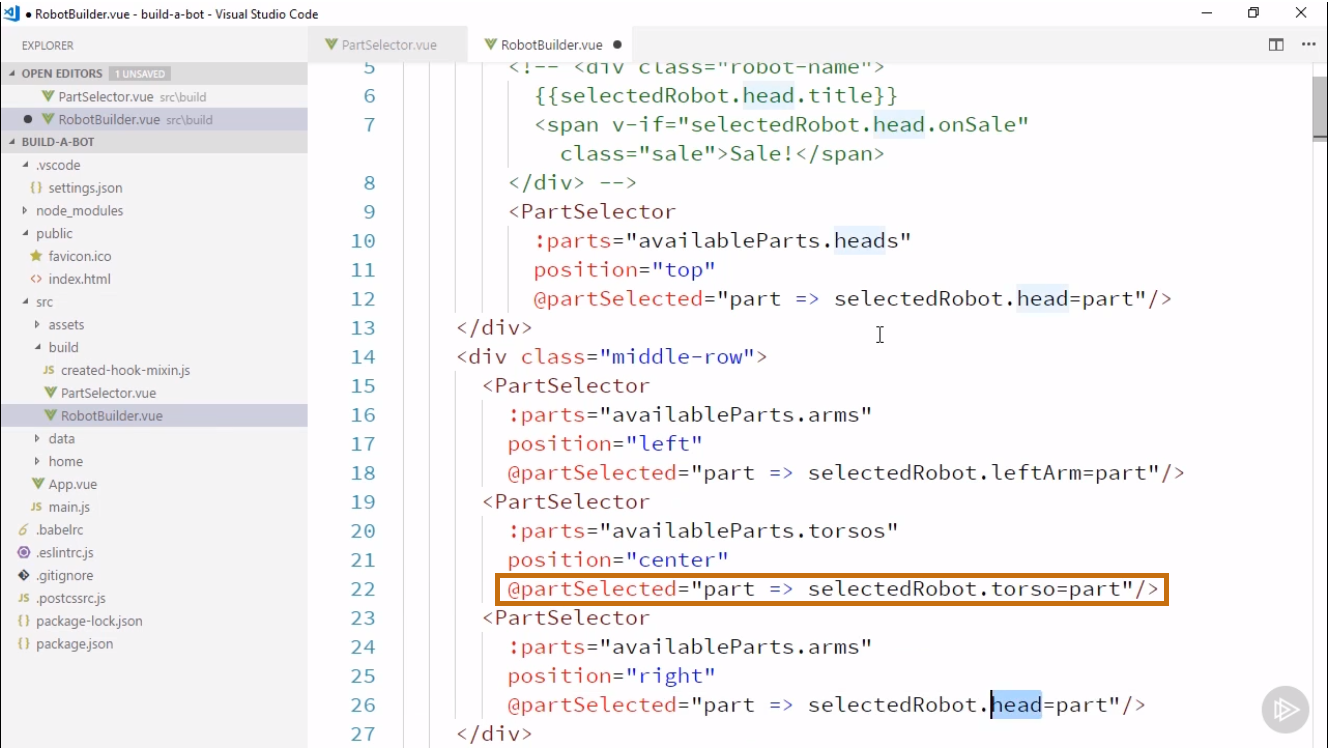 RobotBuilder.vue - build-a-bot - Visual Studio Code
EXPLORER
OPEN EDITORS 1 UNSAVED
PartSelector.vue src\build
RobotBuilder.vue src\build
BUILD-A-BOT
.vscode
{} settings.json
node_modules
public
favicon.ico
<> index.html
src
assets
build
JS created-hook-mixin.js
PartSelector.vue
RobotBuilder.vue
data
home
App.vue
JS main.js
.babelrc
.eslintrc.js
.gitignore
JS .postcssrc.js
{} package-lock.json
{} package.json
PartSelector.vue RobotBuilder.vue
5 <!-- <div class="robot-name">
6 {{selectedRobot.head.title}}
7 <span v-if="selectedRobot.head.onSale"
class="sale">Sale!</span>
8 </div> -->
9 <PartSelector
10 :parts="availableParts.heads"
11 position="top"
12 @partSelected="part => selectedRobot.head=part"/>
13 </div>
14 <div class="middle-row">
15 <PartSelector
16 :parts="availableParts.arms"
17 position="left"
18 @partSelected="part => selectedRobot.leftArm=part"/>
19 <PartSelector
20 :parts="availableParts.torsos"
21 position="center"
22 @partSelected="part => selectedRobot.torso=part"/>
23 <PartSelector
24 :parts="availableParts.arms"
25 position="right"
26 @partSelected="part => selectedRobot.head=part"/>
27 </div>